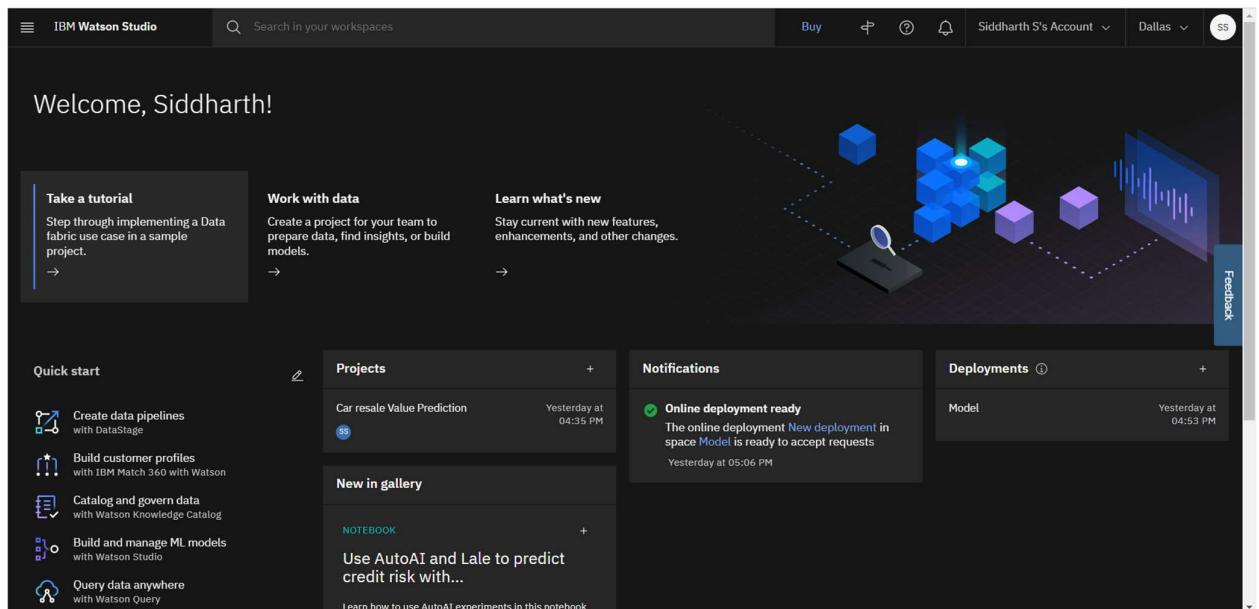 IBM Watson Studio
Search in your workspaces
Buy
Siddharth S's Account
Dallas
SS
Welcome, Siddharth!
Take a tutorial
Step through implementing a Data
fabric use case in a sample
project.
Work with data
Create a project for your team to
prepare data, find insights, or build
models.
Learn what's new
Stay current with new features,
enhancements, and other changes.
Feedback
Quick start
Create data pipelines
with DataStage
Build customer profiles
with IBM Match 360 with Watson
Catalog and govern data
with Watson Knowledge Catalog
Build and manage ML models
with Watson Studio
Query data anywhere
with Watson Query
Projects
Car resale Value Prediction
Yesterday at
04:35 PM
SS
New in gallery
NOTEBOOK
Use AutoAI and Lale to predict
credit risk with...
Learn how to use AutoAI experiments in this notebook
Notifications
Online deployment ready
The online deployment New deployment in
space Model is ready to accept requests
Yesterday at 05:06 PM
Deployments
Model
Yesterday at
04:53 PM